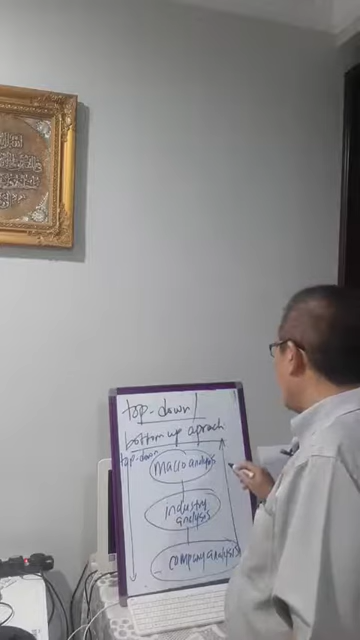 top-down/
bottom up aproach
top-down
Macro analysis
industry
analysis
company analysis